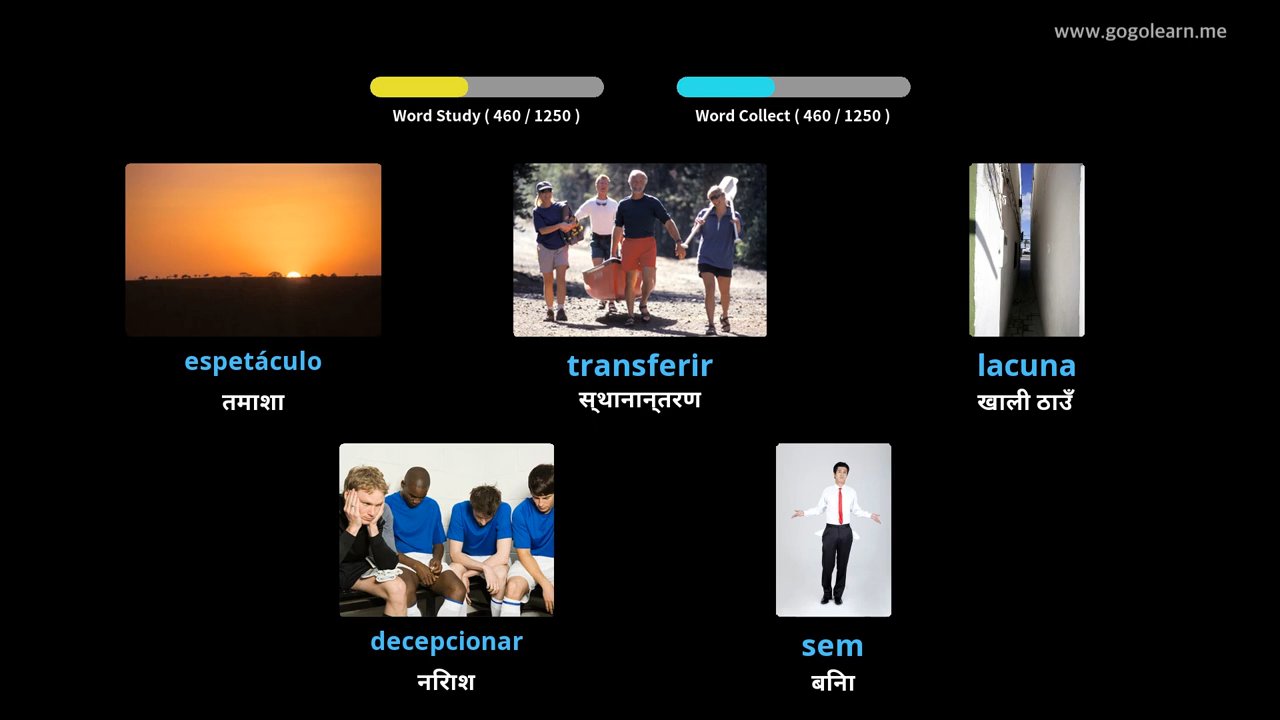 www.gogolearn.me
Word Study ( 460 / 1250 )
Word Collect ( 460 / 1250 )
espetáculo
तमाशा
transferir
स्थानान्तरण
lacuna
खाली ठाउँ
decepcionar
निराश
sem
बिना